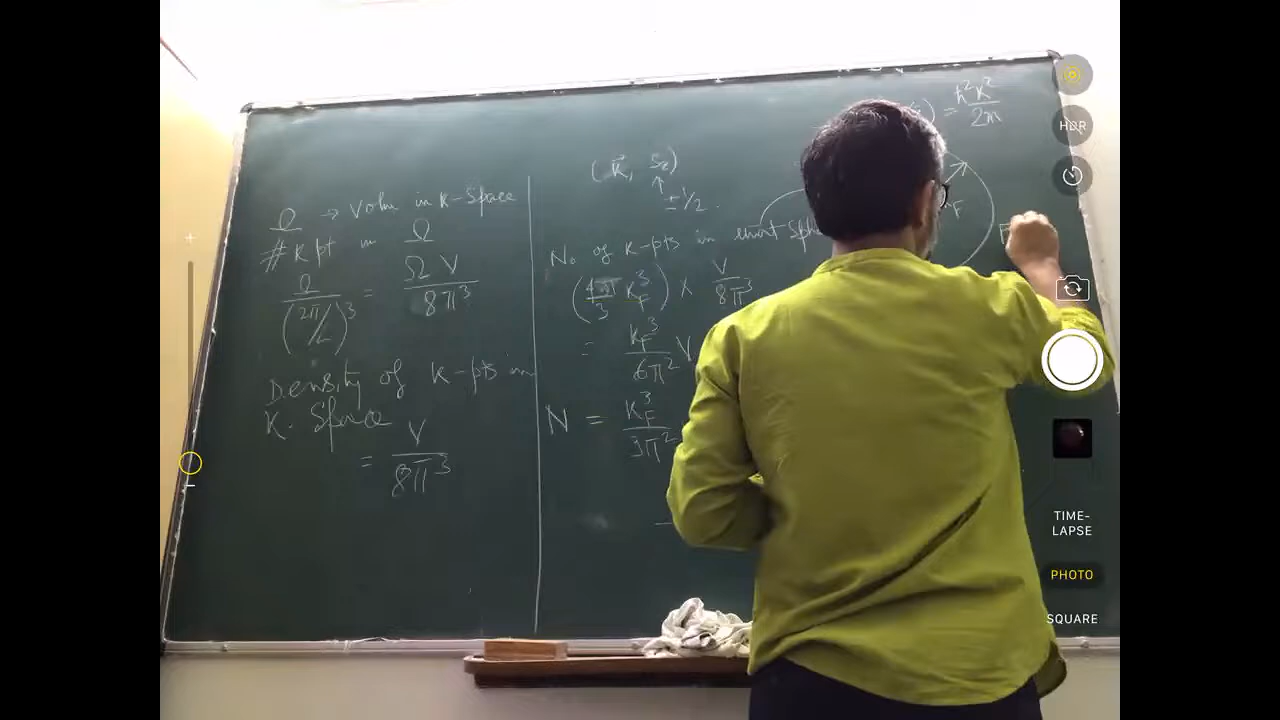 Ω → Volm in K-Space
# K pt in Ω
Ω/(2π/L)³ = ΩV/8π³
Density of K-pts in
K. Space
= V/8π³
(K⃗, S_z)
↑
±1/2.
No of K-pts in
(4π/3 K_F³) × V/8π³
= K_F³/6π² V
N = K_F³/3π²
) = ħ²K²/2m
F
HDR
TIME-
LAPSE
PHOTO
SQUARE